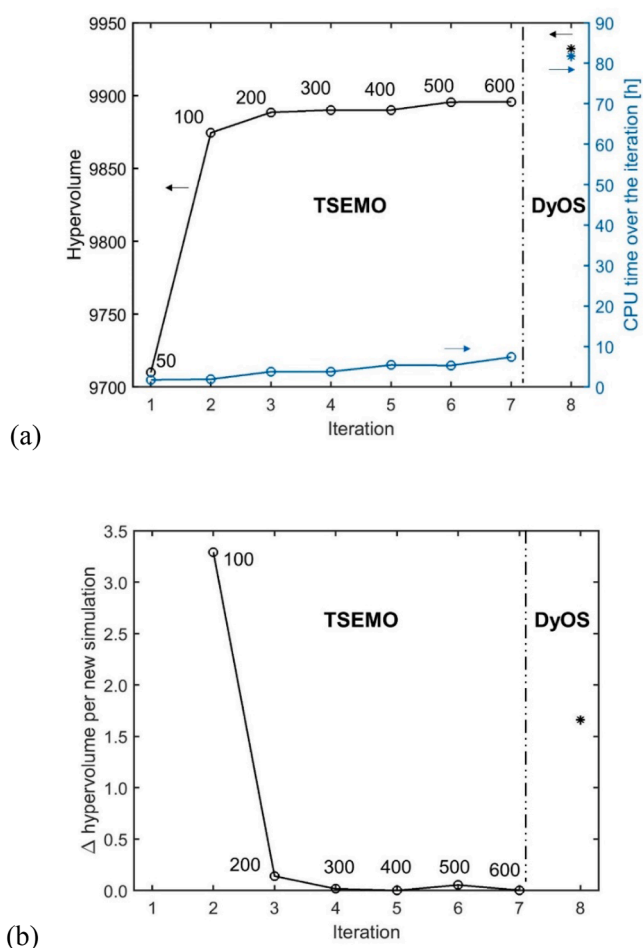 9950
9900
9850
9800
9750
9700
Hypervolume
50
100
200
300
400
500
600
TSEMO
DyOS
90
80
70
60
50
40
30
20
10
0
CPU time over the iteration [h]
1 2 3 4 5 6 7 8
Iteration
(a)
3.5
3.0
2.5
2.0
1.5
1.0
0.5
0.0
Δ hypervolume per new simulation
100
200
300
400
500
600
TSEMO
DyOS
1 2 3 4 5 6 7 8
Iteration
(b)